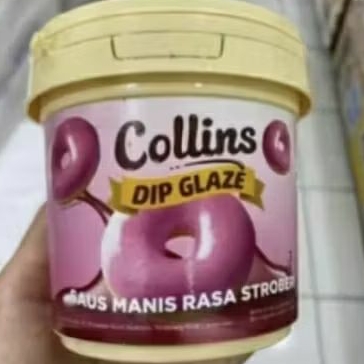 Collins
DIP GLAZE
SAUS MANIS RASA STROBERI